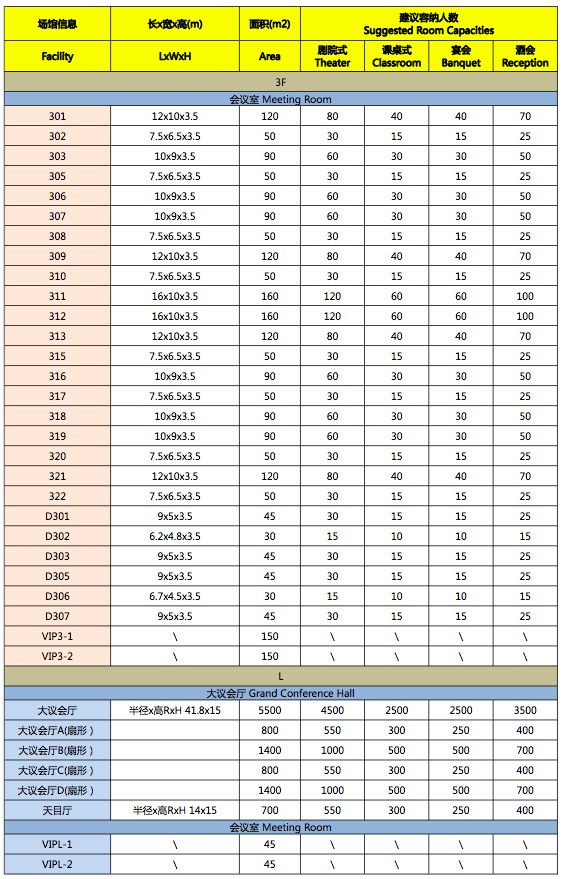 场馆信息 长x宽x高(m) 面积(m2) 建议容纳人数
Suggested Room Capacities
Facility LxWxH Area 剧院式 Theater 课桌式 Classroom 宴会 Banquet 酒会 Reception
3F
会议室 Meeting Room
301 12x10x3.5 120 80 40 40 70
302 7.5x6.5x3.5 50 30 15 15 25
303 10x9x3.5 90 60 30 30 50
305 7.5x6.5x3.5 50 30 15 15 25
306 10x9x3.5 90 60 30 30 50
307 10x9x3.5 90 60 30 30 50
308 7.5x6.5x3.5 50 30 15 15 25
309 12x10x3.5 120 80 40 40 70
310 7.5x6.5x3.5 50 30 15 15 25
311 16x10x3.5 160 120 60 60 100
312 16x10x3.5 160 120 60 60 100
313 12x10x3.5 120 80 40 40 70
315 7.5x6.5x3.5 50 30 15 15 25
316 10x9x3.5 90 60 30 30 50
317 7.5x6.5x3.5 50 30 15 15 25
318 10x9x3.5 90 60 30 30 50
319 10x9x3.5 90 60 30 30 50
320 7.5x6.5x3.5 50 30 15 15 25
321 12x10x3.5 120 80 40 40 70
322 7.5x6.5x3.5 50 30 15 15 25
D301 9x5x3.5 45 30 15 15 25
D302 6.2x4.8x3.5 30 15 10 10 15
D303 9x5x3.5 45 30 15 15 25
D305 9x5x3.5 45 30 15 15 25
D306 6.7x4.5x3.5 30 15 10 10 15
D307 9x5x3.5 45 30 15 15 25
VIP3-1 \ 150 \ \ \ \
VIP3-2 \ 150 \ \ \ \
L
大议会厅 Grand Conference Hall
大议会厅 半径x高RxH 41.8x15 5500 4500 2500 2500 3500
大议会厅A(扇形） 800 550 300 250 400
大议会厅B(扇形） 1400 1000 500 500 700
大议会厅C(扇形） 800 550 300 250 400
大议会厅D(扇形） 1400 1000 500 500 700
天目厅 半径x高RxH 14x15 700 550 300 250 400
会议室 Meeting Room
VIPL-1 \ 45 \ \ \ \
VIPL-2 \ 45 \ \ \ \